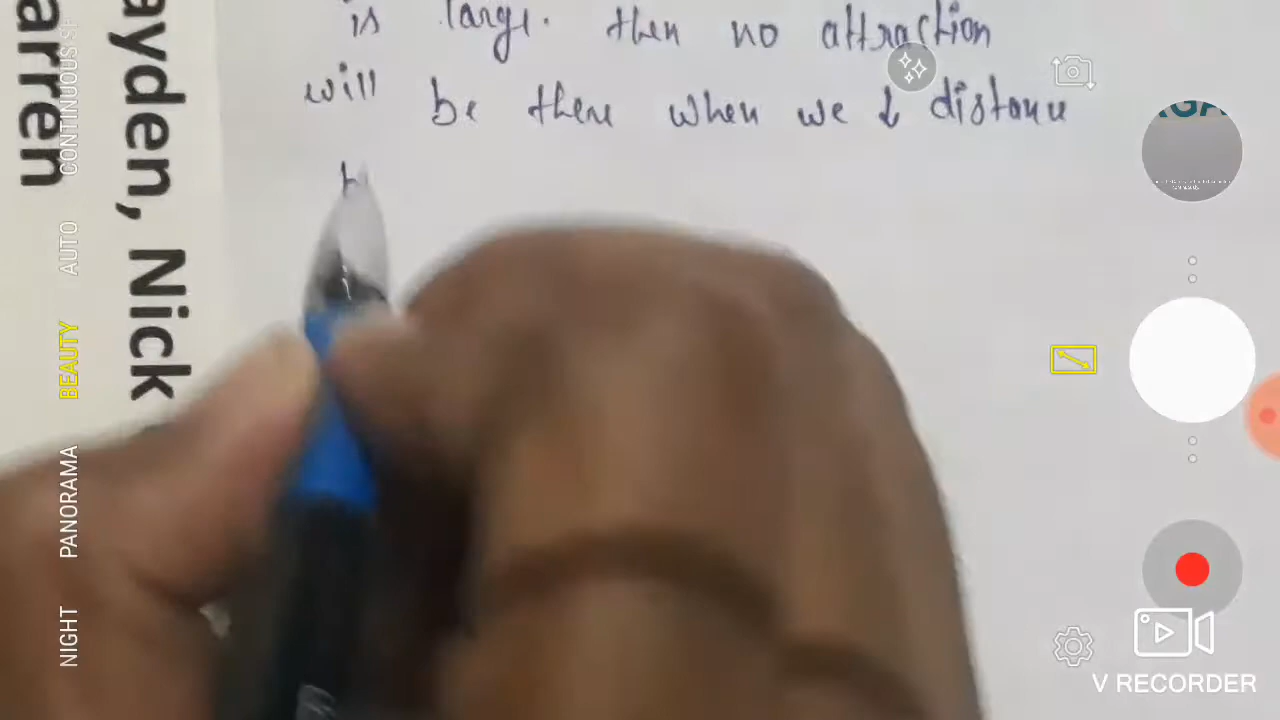 is large. then no attraction
will be there when we ↓ distance
ayden, Nick
arren
CONTINUOUS
AUTO
BEAUTY
PANORAMA
NIGHT
V RECORDER